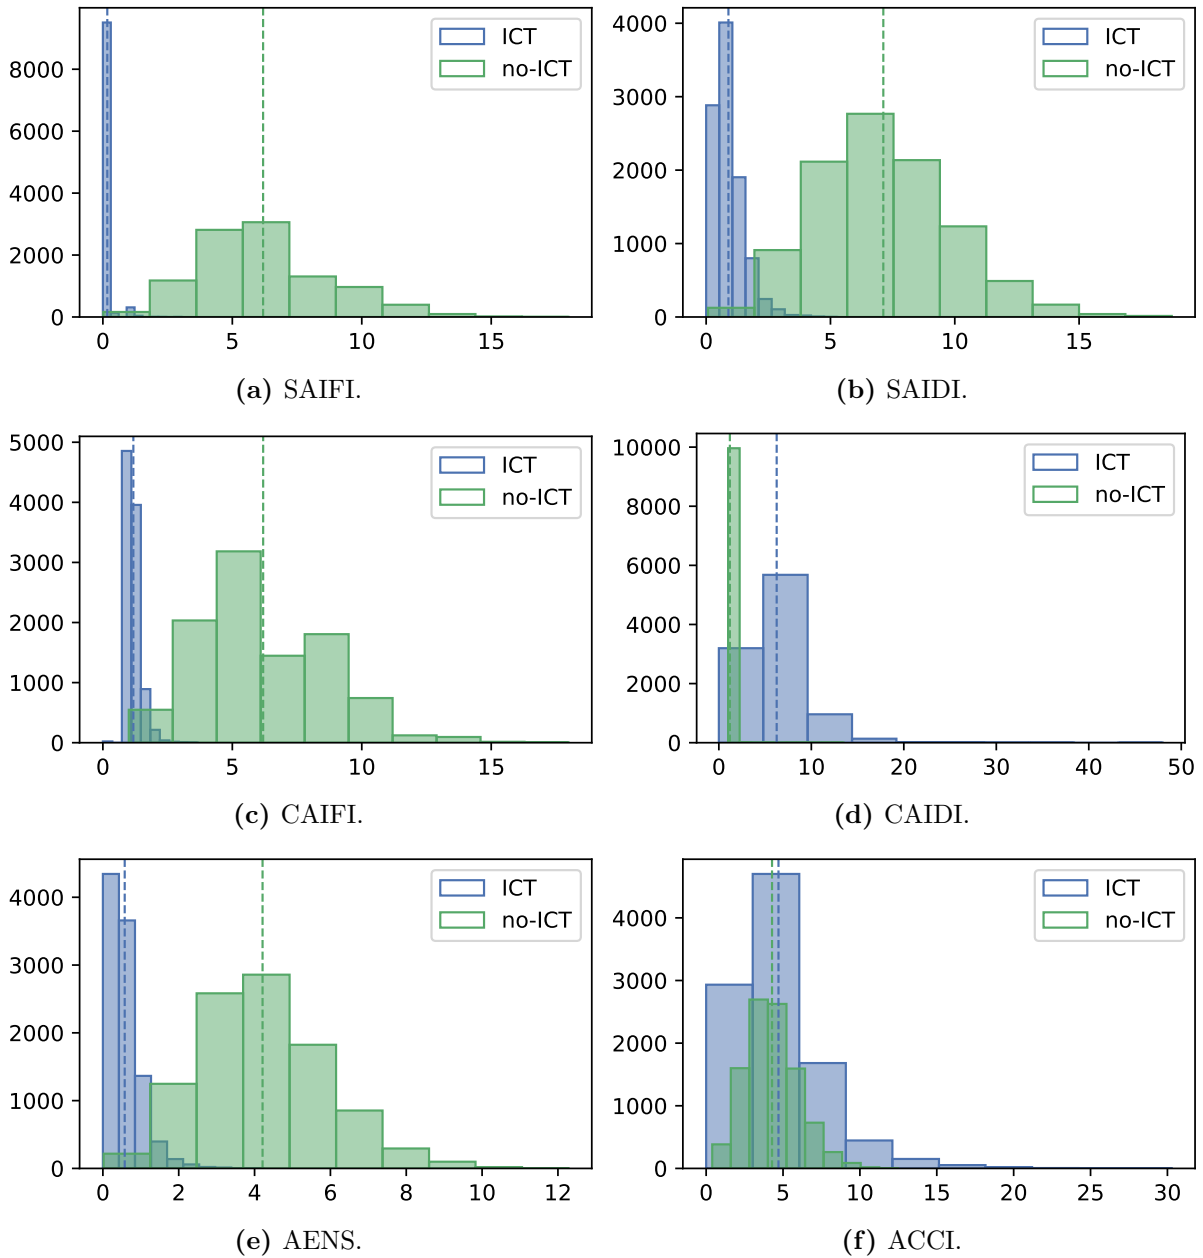 ICT
no-ICT
8000
6000
4000
2000
0
0 5 10 15
(a) SAIFI.
4000
3000
2000
1000
0
ICT
no-ICT
0 5 10 15
(b) SAIDI.
5000
4000
3000
2000
1000
0
ICT
no-ICT
0 5 10 15
(c) CAIFI.
10000
8000
6000
4000
2000
0
ICT
no-ICT
0 10 20 30 40 50
(d) CAIDI.
4000
3000
2000
1000
0
ICT
no-ICT
0 2 4 6 8 10 12
(e) AENS.
4000
3000
2000
1000
0
ICT
no-ICT
0 5 10 15 20 25 30
(f) ACCI.